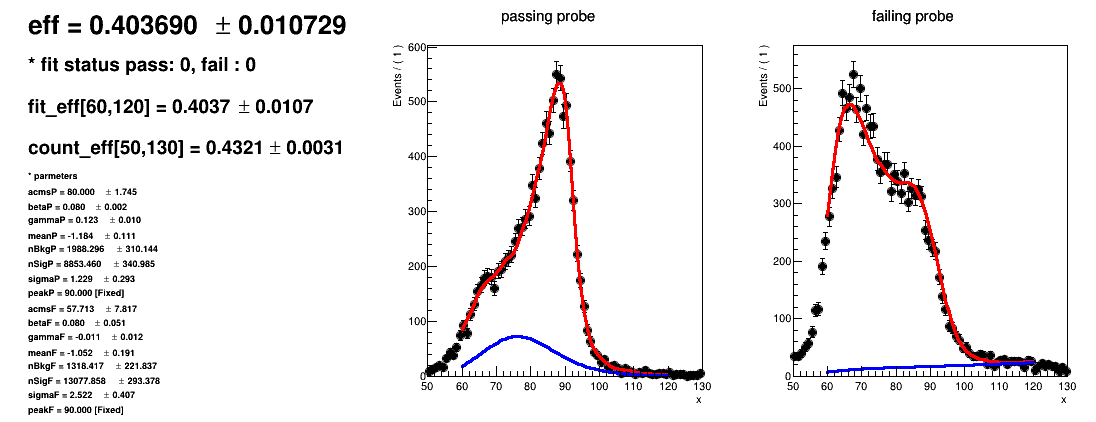 eff = 0.403690 ± 0.010729
* fit status pass: 0, fail : 0
fit_eff[60,120] = 0.4037 ± 0.0107
count_eff[50,130] = 0.4321 ± 0.0031
* parmeters
acmsP = 80.000 ± 1.745
betaP = 0.080 ± 0.002
gammaP = 0.123 ± 0.010
meanP = -1.184 ± 0.111
nBkgP = 1988.296 ± 310.144
nSigP = 8853.460 ± 340.985
sigmaP = 1.229 ± 0.293
peakP = 90.000 [Fixed]
acmsF = 57.713 ± 7.817
betaF = 0.080 ± 0.051
gammaF = -0.011 ± 0.012
meanF = -1.052 ± 0.191
nBkgF = 1318.417 ± 221.837
nSigF = 13077.858 ± 293.378
sigmaF = 2.522 ± 0.407
peakF = 90.000 [Fixed]
passing probe
Events / ( 1 )
600
500
400
300
200
100
0
50 60 70 80 90 100 110 120 130
x
failing probe
Events / ( 1 )
500
400
300
200
100
0
50 60 70 80 90 100 110 120 130
x